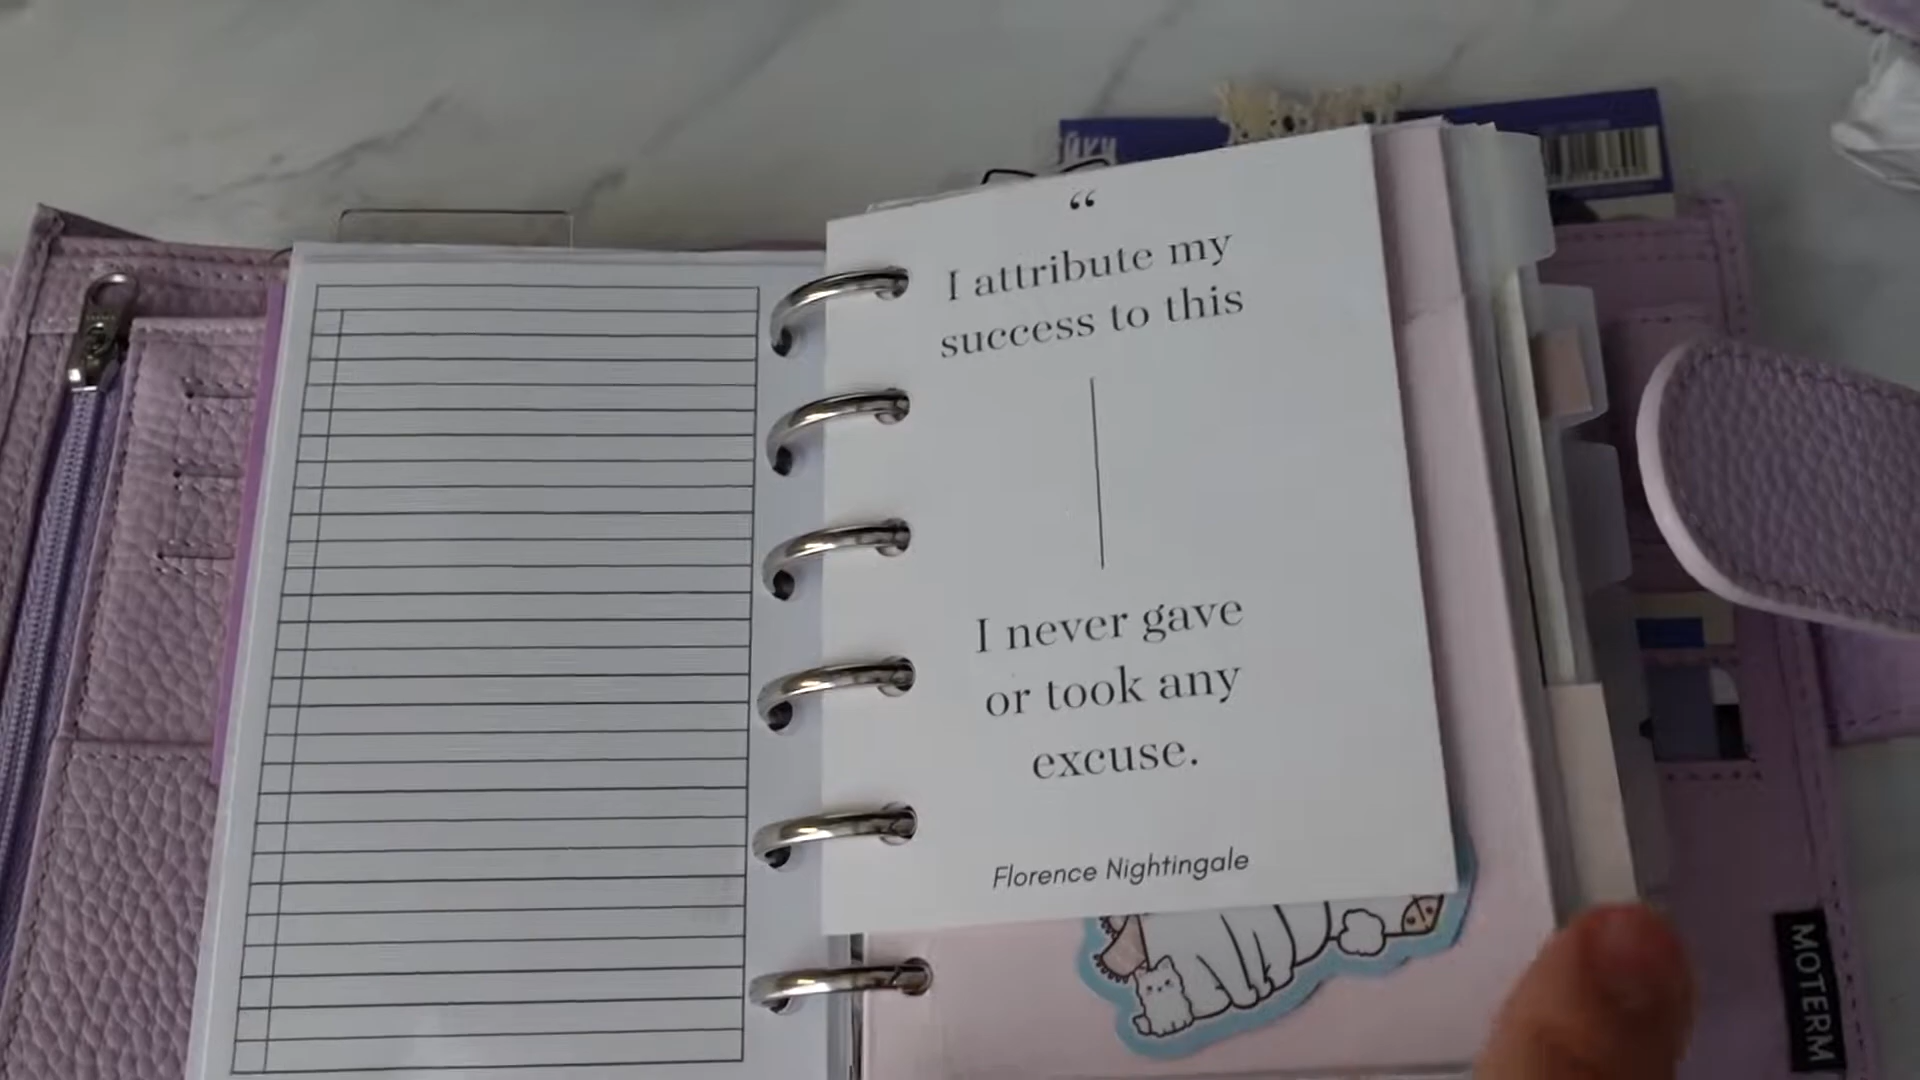 “
I attribute my
success to this
I never gave
or took any
excuse.
Florence Nightingale
MOTERM